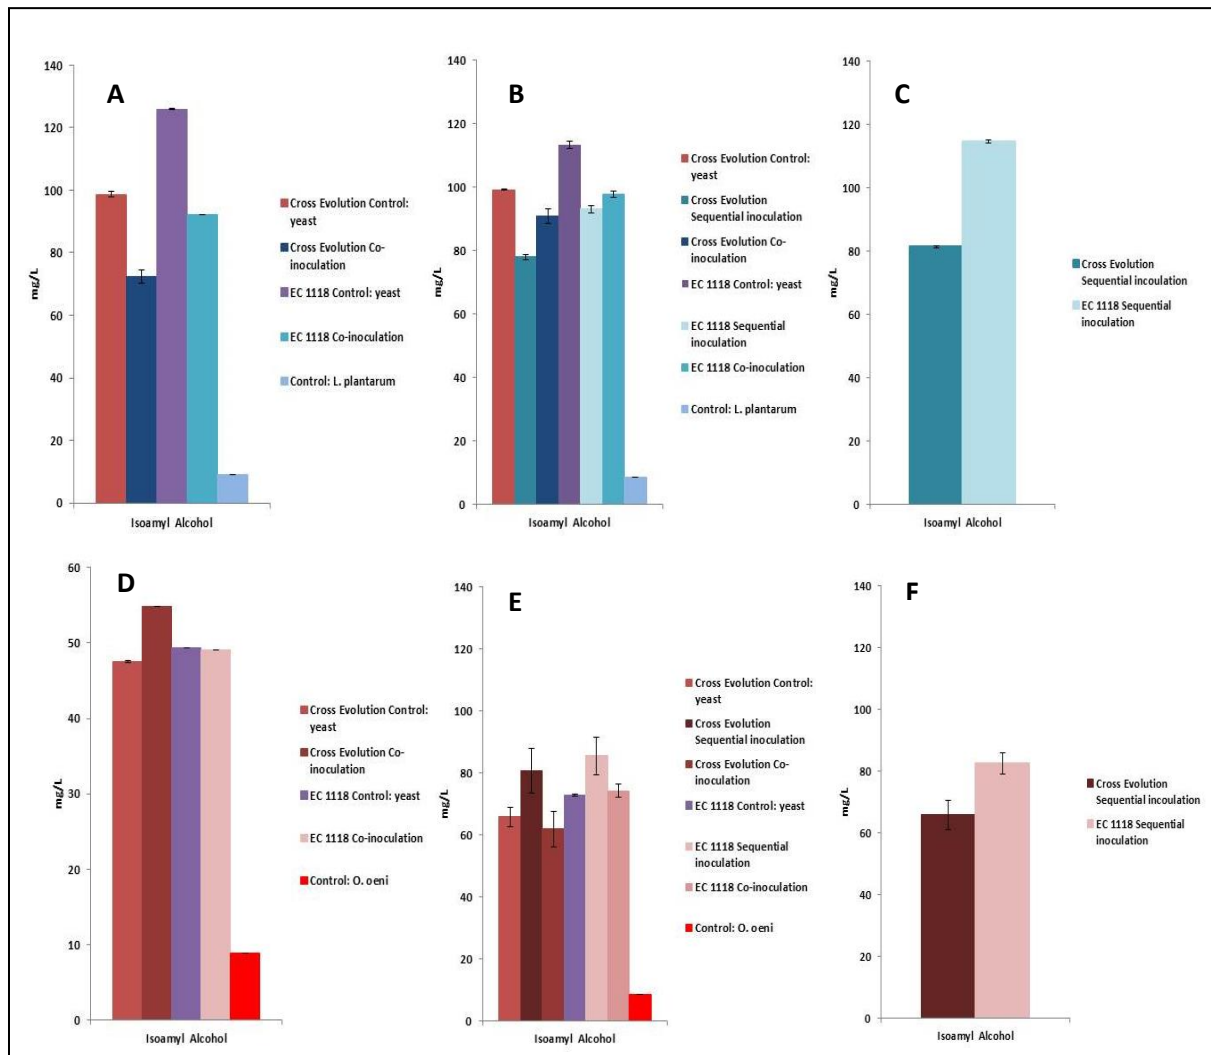 A
140
120
100
80
60
40
20
0
mg/L
Isoamyl Alcohol
Cross Evolution Control:
yeast
Cross Evolution Co-
inoculation
EC 1118 Control: yeast
EC 1118 Co-inoculation
Control: L. plantarum
B
140
120
100
80
60
40
20
0
mg/L
Isoamyl Alcohol
Cross Evolution Control:
yeast
Cross Evolution
Sequential inoculation
Cross Evolution Co-
inoculation
EC 1118 Control: yeast
EC 1118 Sequential
inoculation
EC 1118 Co-inoculation
Control: L. plantarum
C
140
120
100
80
60
40
20
0
mg/L
Isoamyl Alcohol
Cross Evolution
Sequential incoulation
EC 1118 Sequential
inoculation
D
60
50
40
30
20
10
0
mg/L
Isoamyl Alcohol
Cross Evolution Control:
yeast
Cross Evolution Co-
inoculation
EC 1118 Control: yeast
EC 1118 Co-inoculation
Control: O. oeni
E
140
120
100
80
60
40
20
0
mg/L
Isoamyl Alcohol
Cross Evolution Control:
yeast
Cross Evolution
Sequential inoculation
Cross Evolution Co-
inoculation
EC 1118 Control: yeast
EC 1118 Sequential
inoculation
EC 1118 Co-inoculation
Control: O. oeni
F
140
120
100
80
60
40
20
0
mg/L
Isoamyl Alcohol
Cross Evolution
Sequential incoulation
EC 1118 Sequential
inoculation